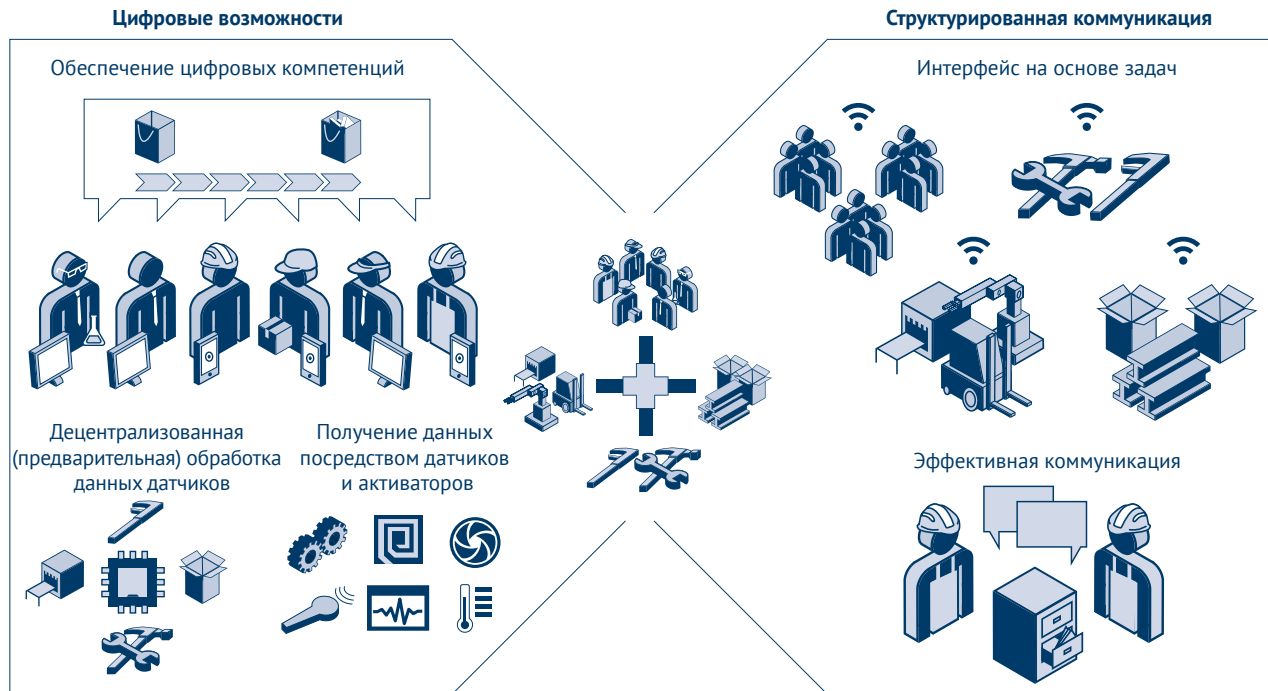 Цифровые возможности
Обеспечение цифровых компетенций
Децентрализованная
(предварительная) обработка
данных датчиков
Получение данных
посредством датчиков
и активаторов
Структурированная коммуникация
Интерфейс на основе задач
Эффективная коммуникация